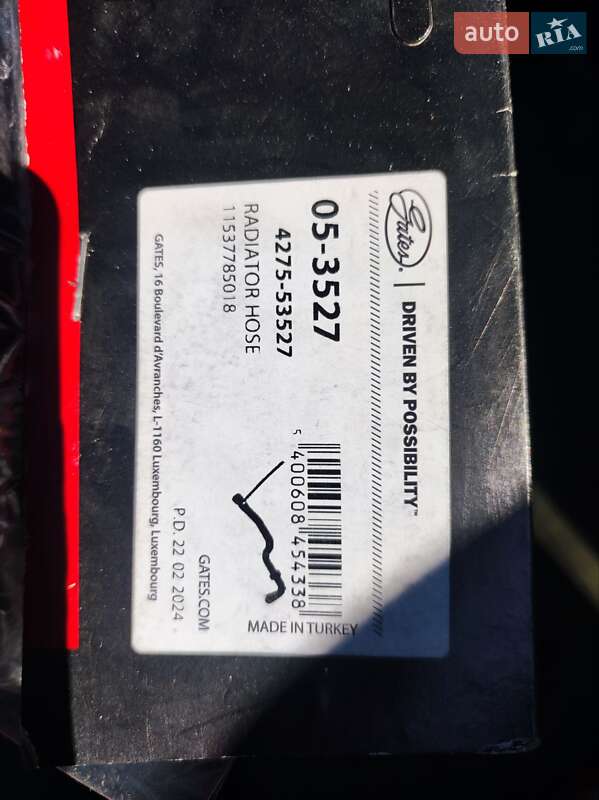 auto RIA.com
Gates. | DRIVEN BY POSSIBILITY™
05-3527
4275-53527
RADIATOR HOSE
11537785018
5 400608 454338
MADE IN TURKEY
GATES.COM
P.D. 22 02 2024
GATES, 16 Boulevard d'Avranches, L-1160 Luxembourg, Luxembourg